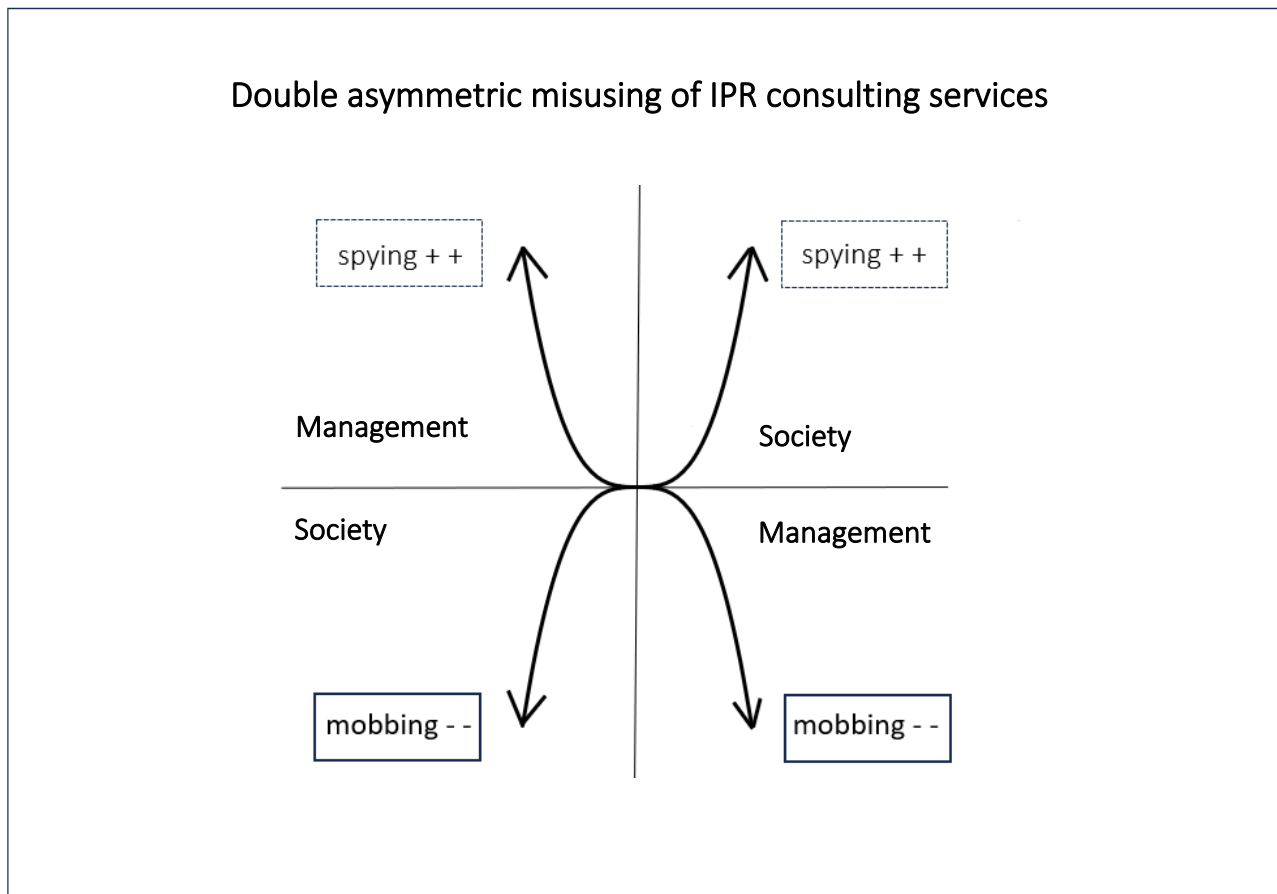 Double asymmetric misusing of IPR consulting services
spying + +
spying + +
Management
Society
Society
Management
mobbing - -
mobbing - -